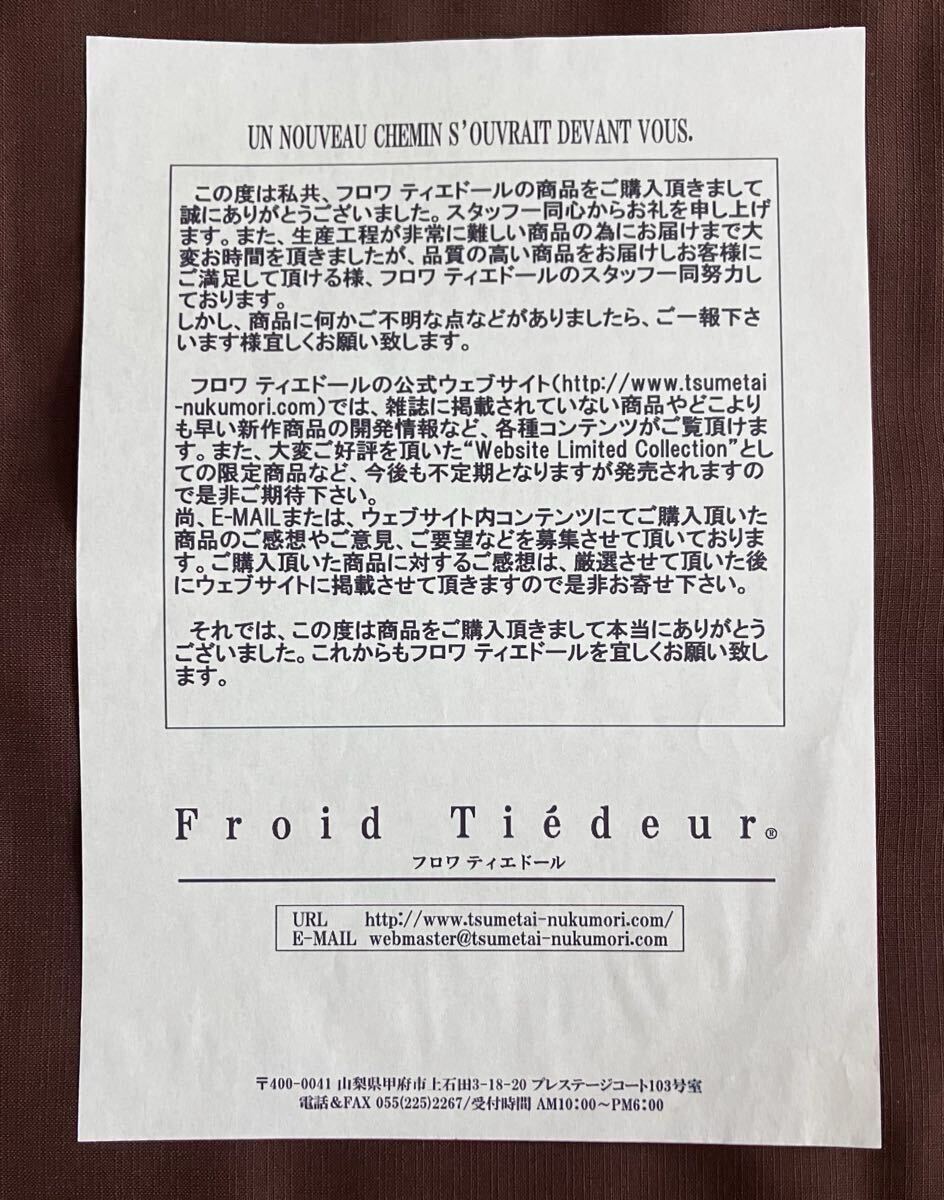 UN NOUVEAU CHEMIN S’OUVRAIT DEVANT VOUS.
この度は私共、フロワ ティエドールの商品をご購入頂きまして
誠にありがとうございました。スタッフ一同心からお礼を申し上げ
ます。また、生産工程が非常に難しい商品の為にお届けまで大
変お時間を頂きましたが、品質の高い商品をお届けしお客様に
ご満足して頂ける様、フロワ ティエドールのスタッフ一同努力し
ております。
しかし、商品に何かご不明な点などがありましたら、ご一報下さ
います様宜しくお願い致します。
フロワ ティエドールの公式ウェブサイト(http://www.tsumetai
-nukumori.com)では、雑誌に掲載されていない商品やどこより
も早い新作商品の開発情報など、各種コンテンツがご覧頂けま
す。また、大変ご好評を頂いた“Website Limited Collection”とし
ての限定商品など、今後も不定期となりますが発売されますの
で是非ご期待下さい。
尚、E-MAILまたは、ウェブサイト内コンテンツにてご購入頂いた
商品のご感想やご意見、ご要望などを募集させて頂いておりま
す。ご購入頂いた商品に対するご感想は、厳選させて頂いた後
にウェブサイトに掲載させて頂きますので是非お寄せ下さい。
それでは、この度は商品をご購入頂きまして本当にありがとう
ございました。これからもフロワ ティエドールを宜しくお願い致し
ます。
Froid Tiédeur®
フロワ ティエドール
URL http://www.tsumetai-nukumori.com/
E-MAIL webmaster@tsumetai-nukumori.com
〒400-0041 山梨県甲府市上石田3-18-20 プレステージコート103号室
電話＆FAX 055(225)2267/受付時間 AM10:00～PM6:00